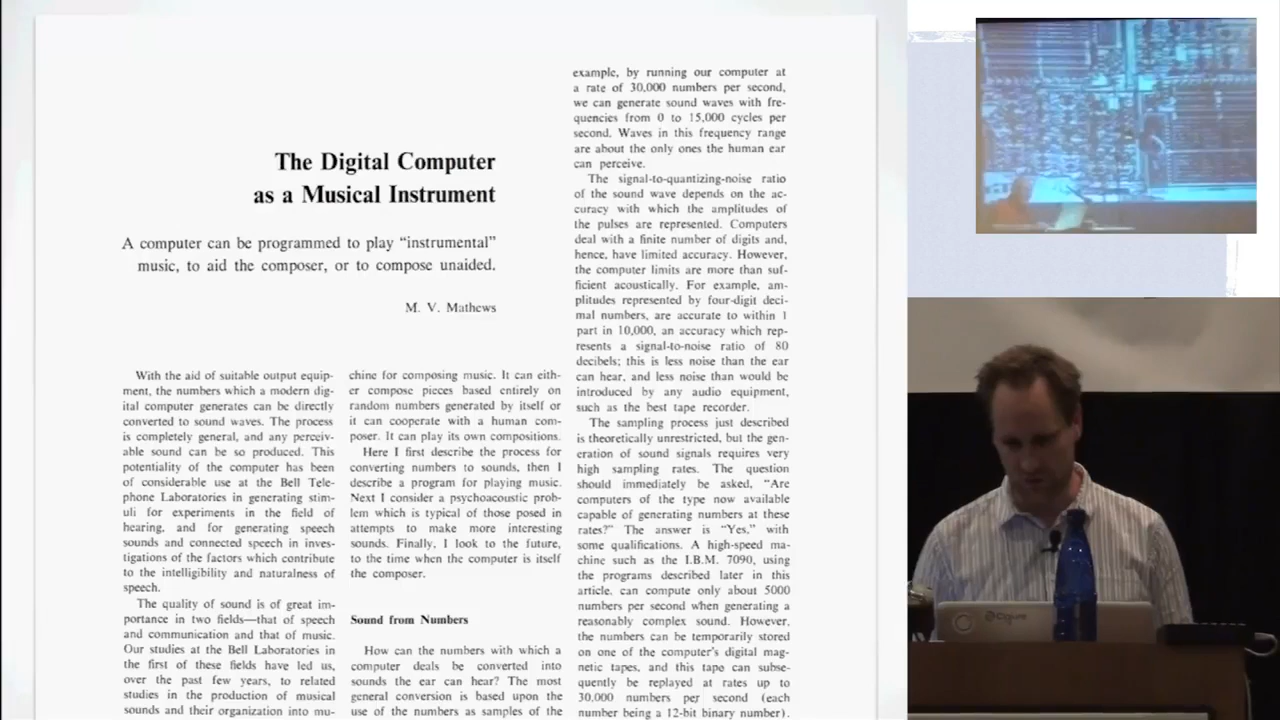 The Digital Computer
as a Musical Instrument
A computer can be programmed to play “instrumental”
music, to aid the composer, or to compose unaided.
M. V. Mathews
With the aid of suitable output equip-
ment, the numbers which a modern dig-
ital computer generates can be directly
converted to sound waves. The process
is completely general, and any perceiv-
able sound can be so produced. This
potentiality of the computer has been
of considerable use at the Bell Tele-
phone Laboratories in generating stim-
uli for experiments in the field of
hearing, and for generating speech
sounds and connected speech in inves-
tigations of the factors which contribute
to the intelligibility and naturalness of
speech.
The quality of sound is of great im-
portance in two fields—that of speech
and communication and that of music.
Our studies at the Bell Laboratories in
the first of these fields have led us,
over the past few years, to related
studies in the production of musical
sounds and their organization into mu-
chine for composing music. It can eith-
er compose pieces based entirely on
random numbers generated by itself or
it can cooperate with a human com-
poser. It can play its own compositions.
Here I first describe the process for
converting numbers to sounds, then I
describe a program for playing music.
Next I consider a psychoacoustic prob-
lem which is typical of those posed in
attempts to make more interesting
sounds. Finally, I look to the future,
to the time when the computer is itself
the composer.
Sound from Numbers
How can the numbers with which a
computer deals be converted into
sounds the ear can hear? The most
general conversion is based upon the
use of the numbers as samples of the
example, by running our computer at
a rate of 30,000 numbers per second,
we can generate sound waves with fre-
quencies from 0 to 15,000 cycles per
second. Waves in this frequency range
are about the only ones the human ear
can perceive.
The signal-to-quantizing-noise ratio
of the sound wave depends on the ac-
curacy with which the amplitudes of
the pulses are represented. Computers
deal with a finite number of digits and,
hence, have limited accuracy. However,
the computer limits are more than suf-
ficient acoustically. For example, am-
plitudes represented by four-digit deci-
mal numbers, are accurate to within 1
part in 10,000, an accuracy which rep-
resents a signal-to-noise ratio of 80
decibels; this is less noise than the ear
can hear, and less noise than would be
introduced by any audio equipment,
such as the best tape recorder.
The sampling process just described
is theoretically unrestricted, but the gen-
eration of sound signals requires very
high sampling rates. The question
should immediately be asked, “Are
computers of the type now available
capable of generating numbers at these
rates?” The answer is “Yes,” with
some qualifications. A high-speed ma-
chine such as the I.B.M. 7090, using
the programs described later in this
article, can compute only about 5000
numbers per second when generating a
reasonably complex sound. However,
the numbers can be temporarily stored
on one of the computer's digital mag-
netic tapes, and this tape can subse-
quently be replayed at rates up to
30,000 numbers per second (each
number being a 12-bit binary number).